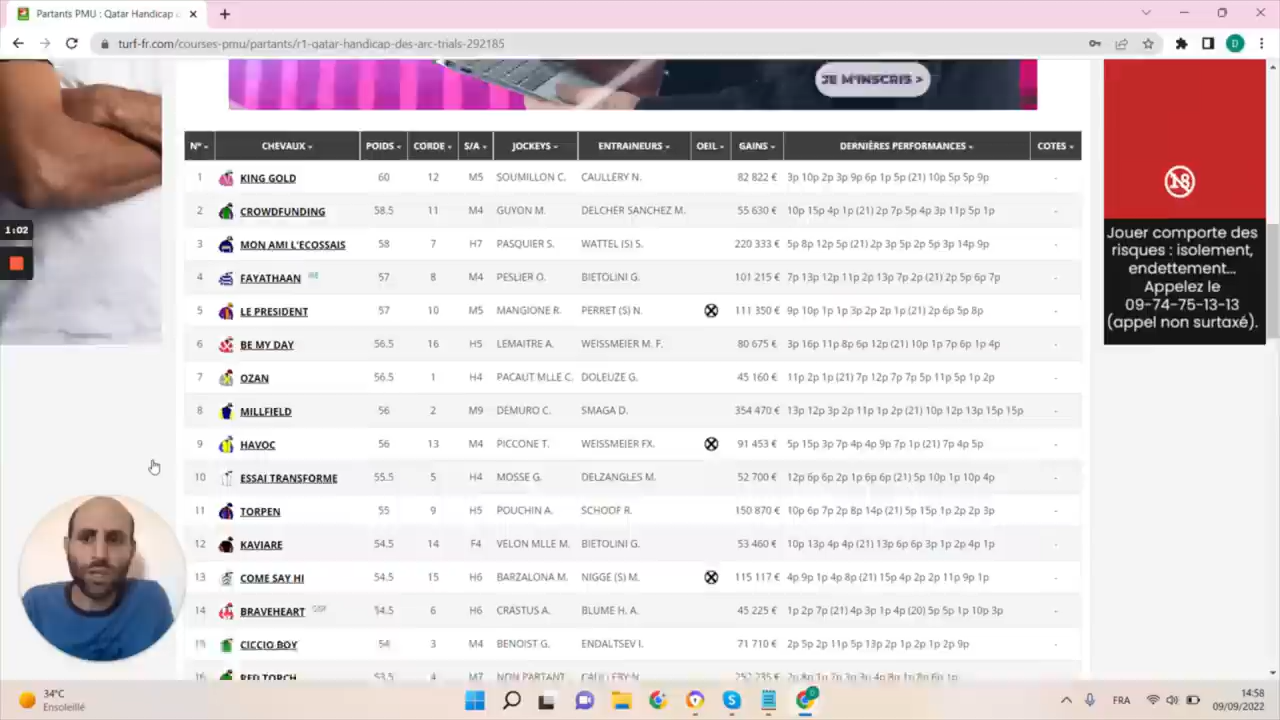 Partants PMU : Qatar Handicap
turf-fr.com/courses-pmu/partants/r1-qatar-handicap-des-arc-trials-292185
D
JE M'INSCRIS >
N° CHEVAUX POIDS CORDE S/A JOCKEYS ENTRAINEURS OEIL GAINS DERNIÈRES PERFORMANCES COTES
1 KING GOLD 60 12 M5 SOUMILLON C. CAULLERY N. 82 822 € 3p 10p 2p 3p 9p 6p 1p 5p (21) 10p 5p 5p 9p -
2 CROWDFUNDING 58.5 11 M4 GUYON M. DELCHER SANCHEZ M. 55 630 € 10p 15p 4p 1p (21) 2p 7p 5p 4p 3p 11p 5p 1p -
3 MON AMI L'ECOSSAIS 58 7 H7 PASQUIER S. WATTEL (S) S. 220 333 € 5p 8p 12p 5p (21) 2p 3p 5p 2p 5p 3p 14p 9p -
4 FAYATHAAN 57 8 M4 PESLIER O. BIETOLINI G. 101 215 € 7p 13p 12p 11p 2p 13p 7p 2p (21) 2p 5p 6p 7p -
5 LE PRESIDENT 57 10 M5 MANGIONE R. PERRET (S) N. 111 350 € 9p 10p 1p 1p 3p 2p 2p 1p (21) 2p 6p 5p 8p -
6 BE MY DAY 56.5 16 H5 LEMAITRE A. WEISSMEIER M. F. 80 675 € 3p 16p 11p 8p 6p 12p (21) 10p 1p 7p 6p 1p 4p -
7 OZAN 56.5 1 H4 PACAUT MLLE C. DOLEUZE G. 45 160 € 11p 2p 1p (21) 7p 12p 7p 7p 5p 11p 5p 1p 2p -
8 MILLFIELD 56 2 M9 DEMURO C. SMAGA D. 354 470 € 13p 12p 3p 2p 11p 1p 2p (21) 10p 12p 13p 15p 15p -
9 HAVOC 56 13 M4 PICCONE T. WEISSMEIER FX. 91 453 € 5p 15p 3p 7p 4p 4p 9p 7p 1p (21) 7p 4p 5p -
10 ESSAI TRANSFORME 55.5 5 H4 MOSSE G. DELZANGLES M. 52 700 € 12p 6p 6p 2p 2p 6p 6p (21) 5p 10p 1p 10p 4p -
11 TORPEN 55 9 H5 POUCHIN A. SCHOOF R. 150 870 € 10p 6p 7p 2p 8p 14p (21) 5p 15p 1p 2p 2p 3p -
12 KAVIARE 54.5 14 F4 VELON MLLE M. BIETOLINI G. 53 460 € 10p 13p 4p 4p (21) 13p 6p 6p 3p 1p 2p 4p 1p -
13 COME SAY HI 54.5 15 H6 BARZALONA M. NIGGE (S) M. 115 117 € 4p 9p 1p 4p 8p (21) 15p 4p 2p 2p 11p 9p 1p -
14 BRAVEHEART 54.5 6 H6 CRASTUS A. BLUME H. A. 45 225 € 1p 2p 7p (21) 4p 3p 1p 4p (20) 5p 5p 1p 10p 3p -
CICCIO BOY 54 3 M4 BENOIST G. ENDALTSEV I. 71 710 € 2p 5p 2p 11p 5p 13p 2p 1p 2p 1p 2p 9p -
16 RED TORCH 53.5 4 M7 NON PARTANT CAULLERY N.
1:02
18
Jouer comporte des
risques : isolement,
endettement...
Appelez le
09-74-75-13-13
(appel non surtaxé).
34°C
Ensoleillé
FRA
14:58
09/09/2022